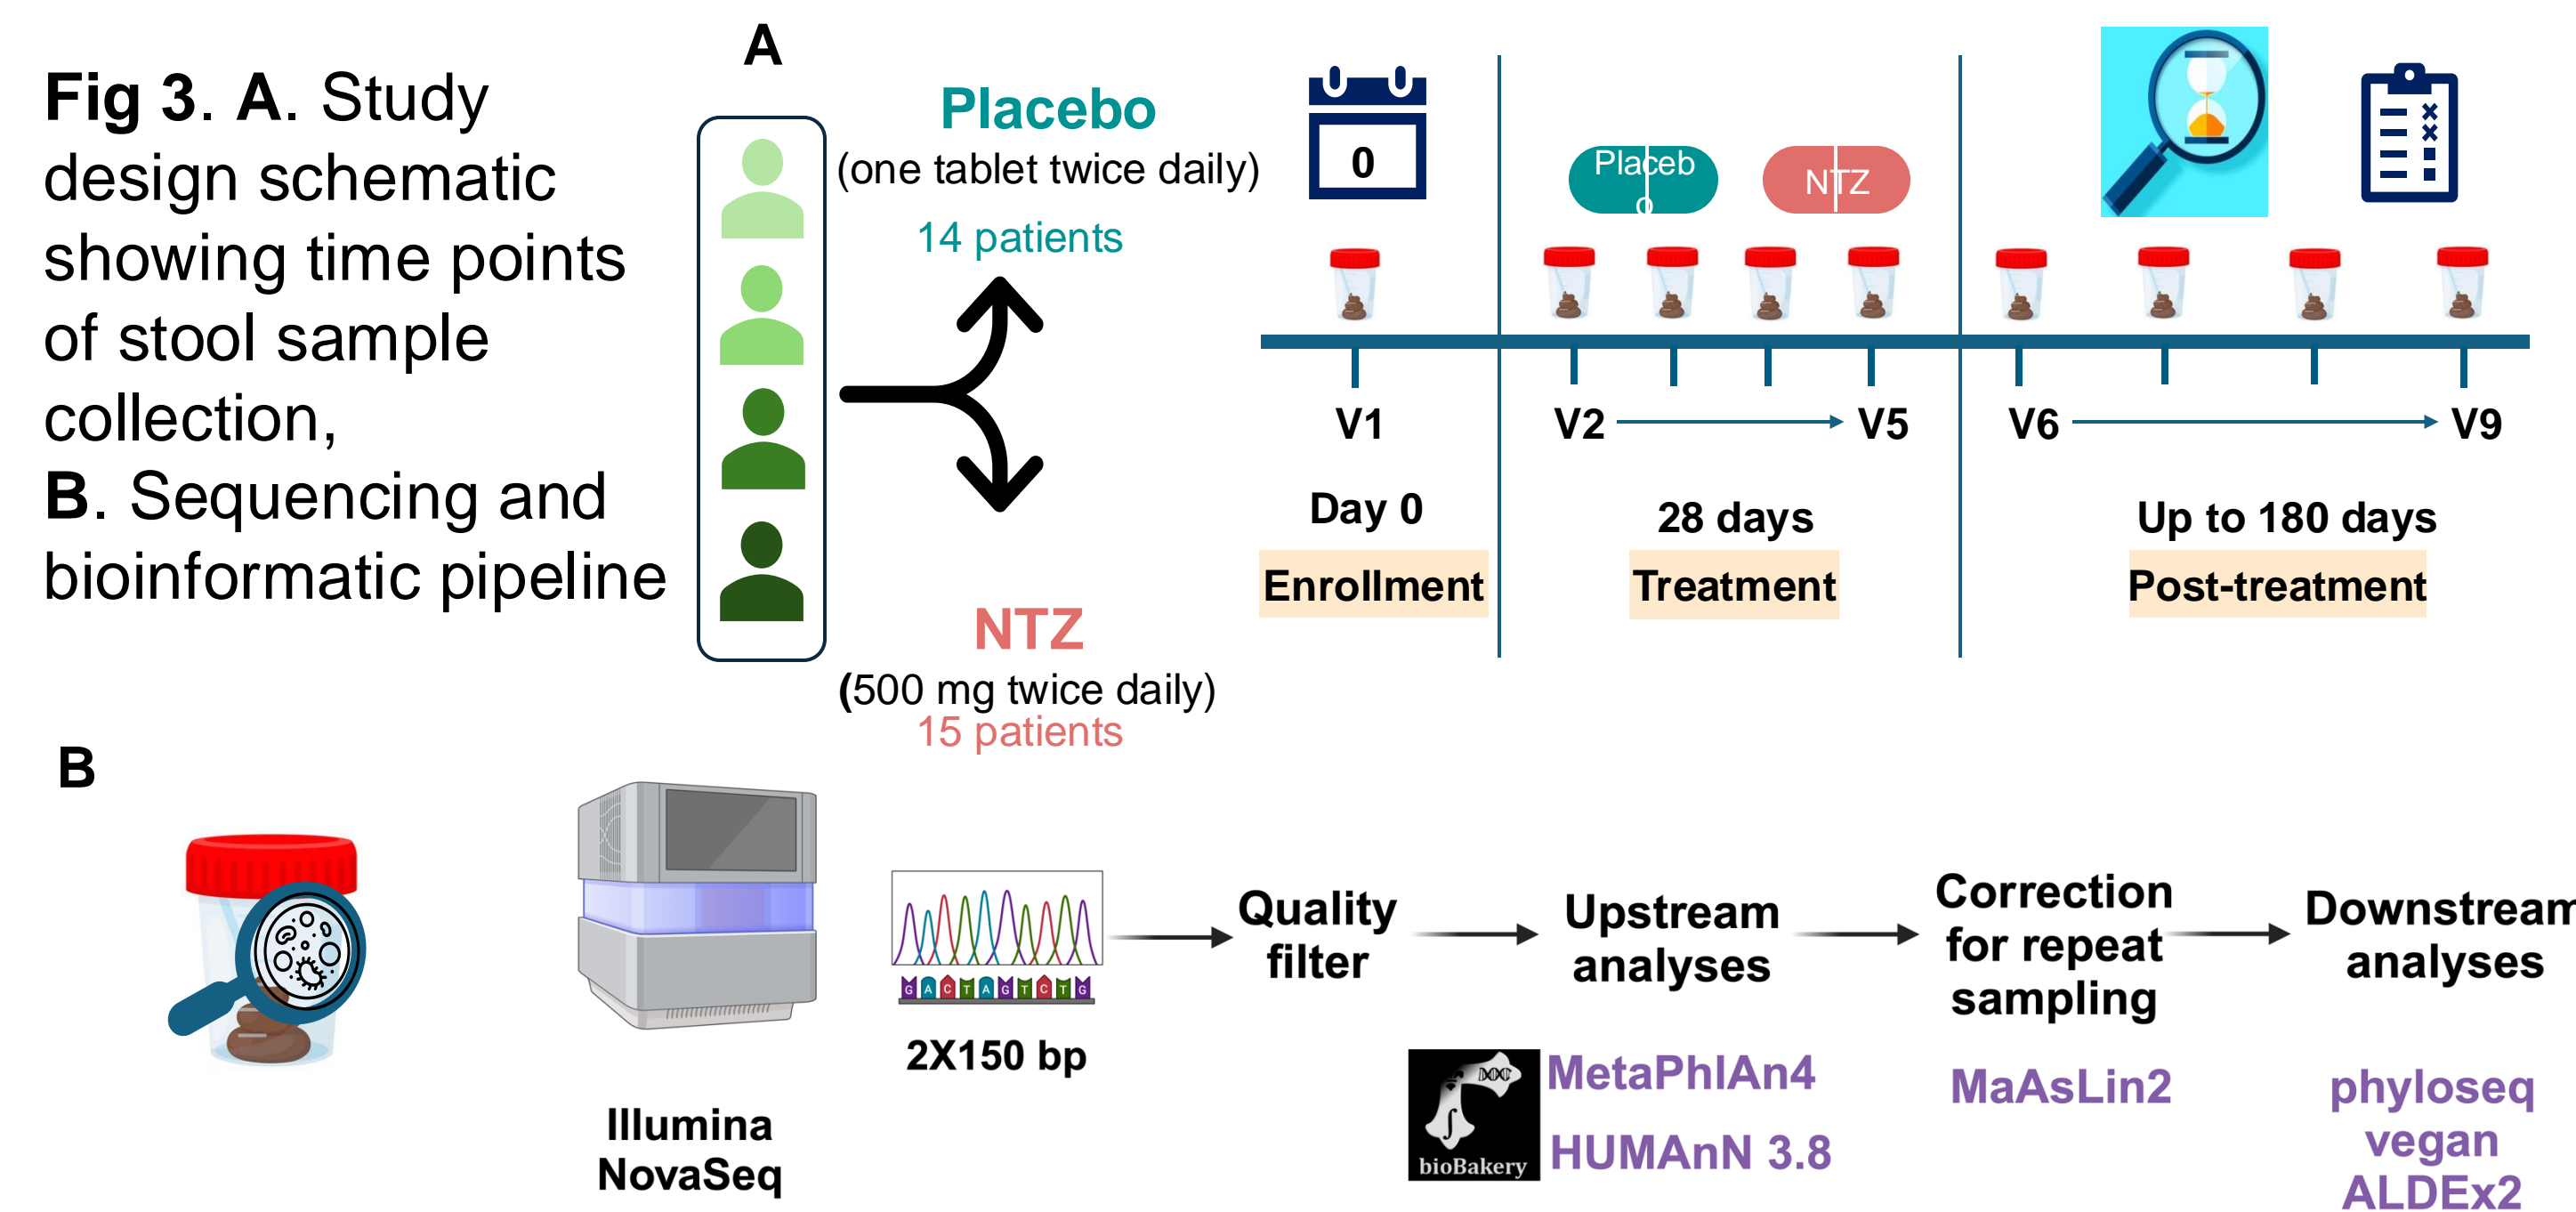 Fig 3. A. Study
design schematic
showing time points
of stool sample
collection,
B. Sequencing and
bioinformatic pipeline
A
Placebo
(one tablet twice daily)
14 patients
NTZ
(500 mg twice daily)
15 patients
0
Placeb
o
NTZ
V1
V2
V5
V6
V9
Day 0
28 days
Up to 180 days
Enrollment
Treatment
Post-treatment
B
Illumina
NovaSeq
G A C T A G T C T G
2X150 bp
Quality
filter
Upstream
analyses
bioBakery
MetaPhlAn4
HUMAnN 3.8
Correction
for repeat
sampling
MaAsLin2
Downstream
analyses
phyloseq
vegan
ALDEx2